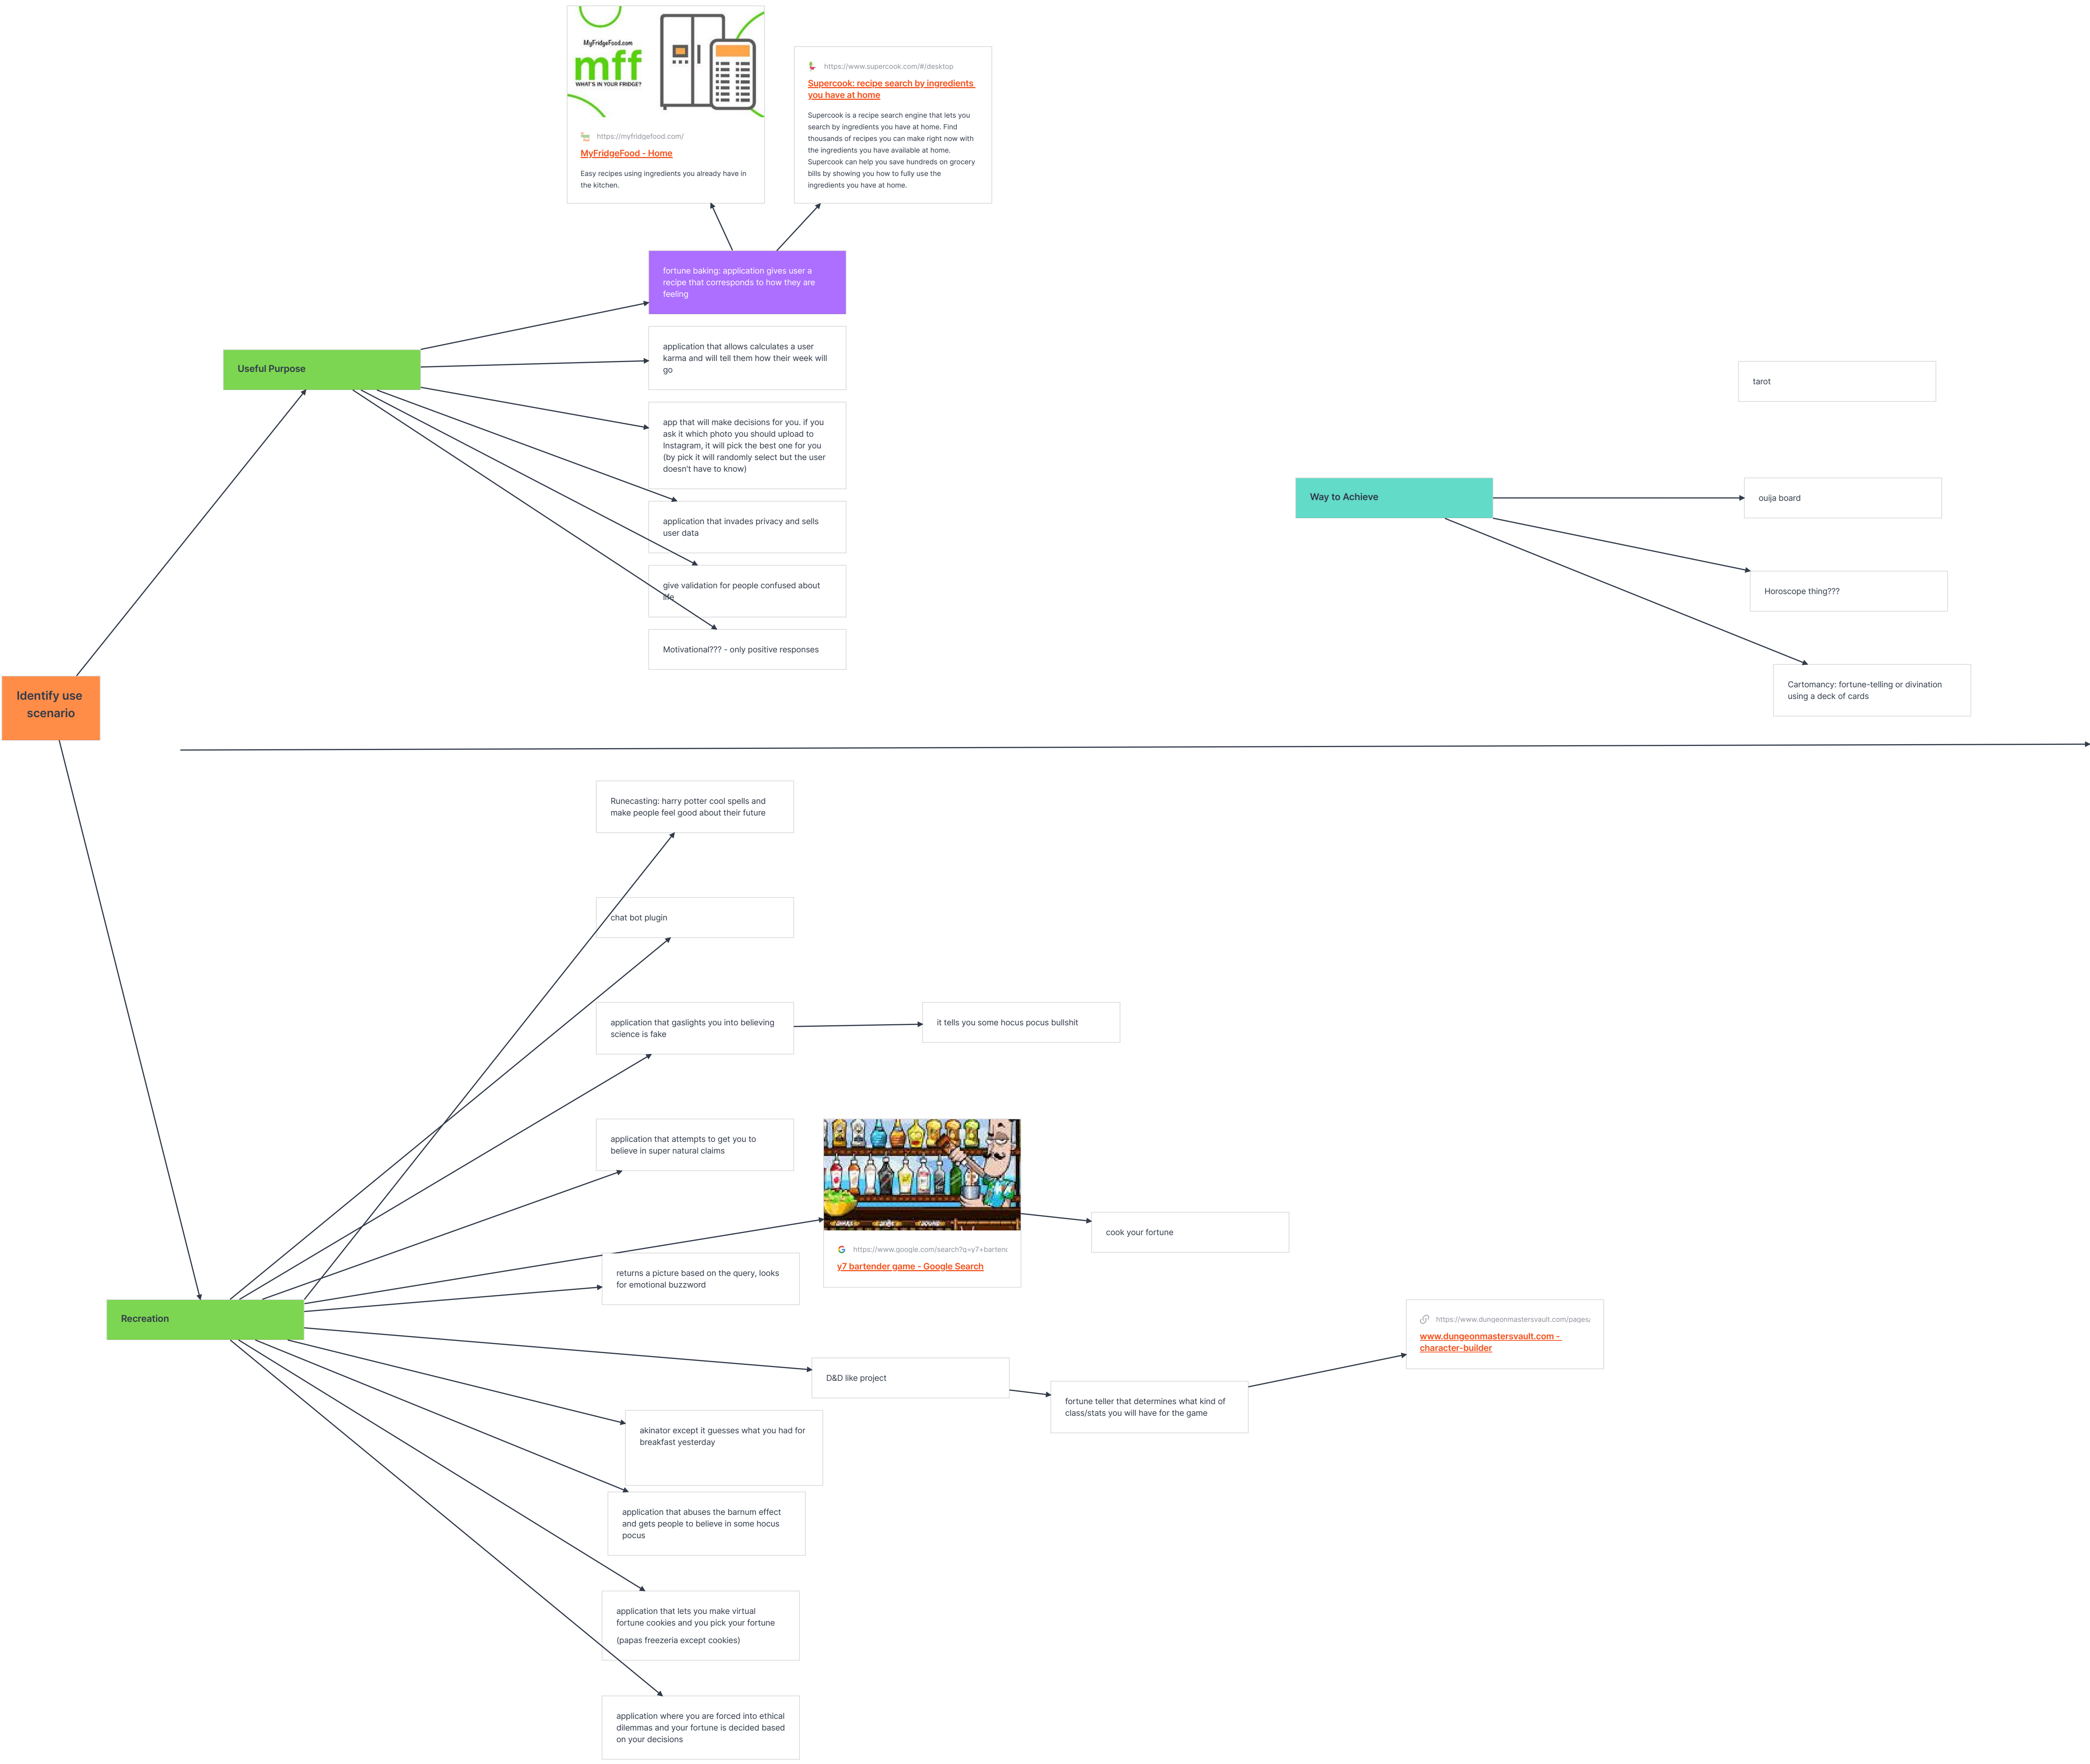 MyFridgeFood.com
mff
WHAT'S IN YOUR FRIDGE?
https://myfridgefood.com/
MyFridgeFood - Home
Easy recipes using ingredients you already have in
the kitchen.
https://www.supercook.com/#/desktop
Supercook: recipe search by ingredients
you have at home
Supercook is a recipe search engine that lets you
search by ingredients you have at home. Find
thousands of recipes you can make right now with
the ingredients you have available at home.
Supercook can help you save hundreds on grocery
bills by showing you how to fully use the
ingredients you have at home.
fortune baking: application gives user a
recipe that corresponds to how they are
feeling
Useful Purpose
application that allows calculates a user
karma and will tell them how their week will
go
app that will make decisions for you. if you
ask it which photo you should upload to
Instagram, it will pick the best one for you
(by pick it will randomly select but the user
doesn't have to know)
application that invades privacy and sells
user data
give validation for people confused about
life
Motivational??? - only positive responses
tarot
Way to Achieve
ouija board
Horoscope thing???
Cartomancy: fortune-telling or divination
using a deck of cards
Identify use
scenario
Runecasting: harry potter cool spells and
make people feel good about their future
chat bot plugin
application that gaslights you into believing
science is fake
it tells you some hocus pocus bullshit
application that attempts to get you to
believe in super natural claims
https://www.google.com/search?q=y7+barten
y7 bartender game - Google Search
cook your fortune
returns a picture based on the query, looks
for emotional buzzword
Recreation
D&D like project
fortune teller that determines what kind of
class/stats you will have for the game
https://www.dungeonmastersvault.com/pages/
www.dungeonmastersvault.com -
character-builder
akinator except it guesses what you had for
breakfast yesterday
application that abuses the barnum effect
and gets people to believe in some hocus
pocus
application that lets you make virtual
fortune cookies and you pick your fortune
(papas freezeria except cookies)
application where you are forced into ethical
dilemmas and your fortune is decided based
on your decisions